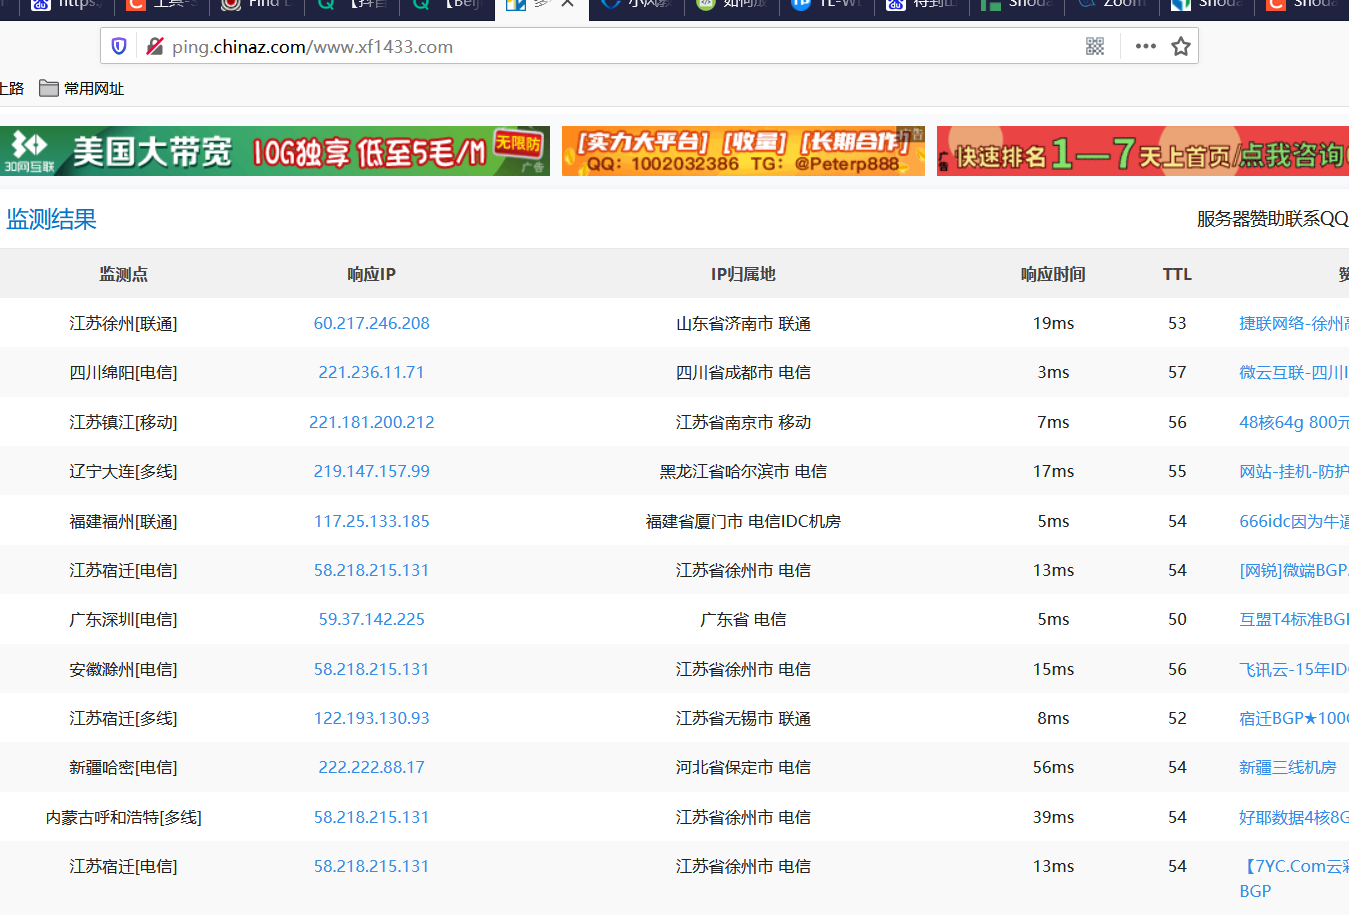 https:
工具-S
Find
【抖音
小风影
如何成
TL-W
Shoda
Zoom
Shoda
Shoda
ping.chinaz.com/www.xf1433.com
上路 常用网址
30网互联 美国大带宽 10G独享 低至5毛/M 无限防 广告
[实力大平台] [收量] [长期合作] 广告
QQ: 1002032386 TG: @Peterp888
广告 快速排名1—7天上首页/点我咨询
监测结果 服务器赞助联系QQ
监测点 响应IP IP归属地 响应时间 TTL 赞
江苏徐州[联通] 60.217.246.208 山东省济南市 联通 19ms 53 捷联网络-徐州高
四川绵阳[电信] 221.236.11.71 四川省成都市 电信 3ms 57 微云互联-四川I
江苏镇江[移动] 221.181.200.212 江苏省南京市 移动 7ms 56 48核64g 800元
辽宁大连[多线] 219.147.157.99 黑龙江省哈尔滨市 电信 17ms 55 网站-挂机-防护
福建福州[联通] 117.25.133.185 福建省厦门市 电信IDC机房 5ms 54 666idc因为牛逼
江苏宿迁[电信] 58.218.215.131 江苏省徐州市 电信 13ms 54 [网锐]微端BGP.
广东深圳[电信] 59.37.142.225 广东省 电信 5ms 50 互盟T4标准BGP
安徽滁州[电信] 58.218.215.131 江苏省徐州市 电信 15ms 56 飞讯云-15年IDC
江苏宿迁[多线] 122.193.130.93 江苏省无锡市 联通 8ms 52 宿迁BGP★100G
新疆哈密[电信] 222.222.88.17 河北省保定市 电信 56ms 54 新疆三线机房
内蒙古呼和浩特[多线] 58.218.215.131 江苏省徐州市 电信 39ms 54 好耶数据4核8G
江苏宿迁[电信] 58.218.215.131 江苏省徐州市 电信 13ms 54 【7YC.Com云彩
BGP